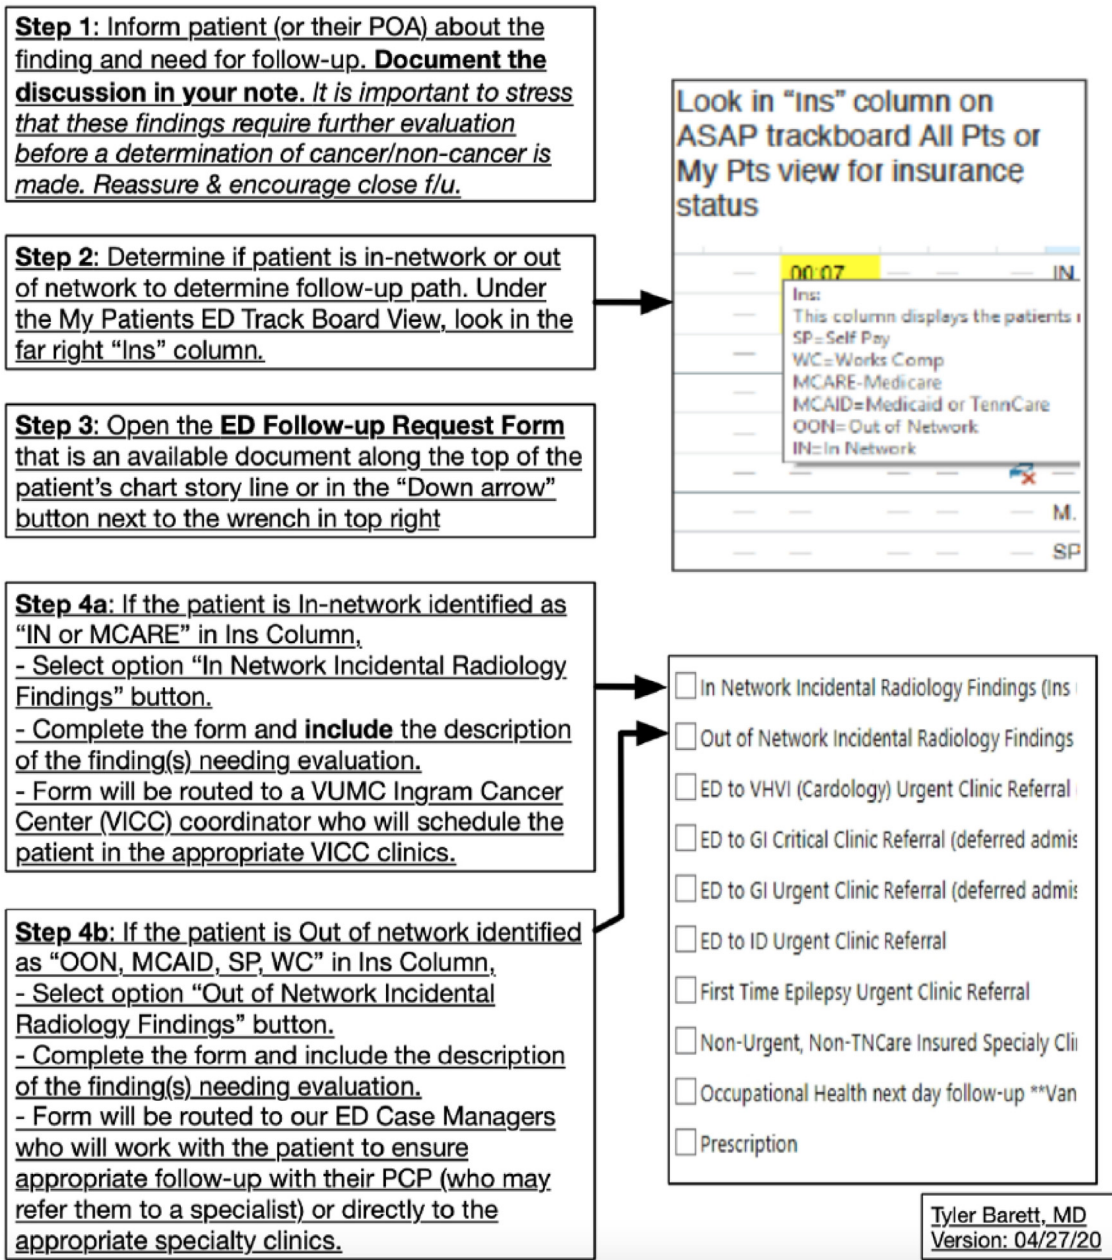 Step 1: Inform patient (or their POA) about the
finding and need for follow-up. Document the
discussion in your note. It is important to stress
that these findings require further evaluation
before a determination of cancer/non-cancer is
made. Reassure & encourage close f/u.
Step 2: Determine if patient is in-network or out
of network to determine follow-up path. Under
the My Patients ED Track Board View, look in the
far right “Ins” column.
Step 3: Open the ED Follow-up Request Form
that is an available document along the top of the
patient’s chart story line or in the “Down arrow”
button next to the wrench in top right
Step 4a: If the patient is In-network identified as
“IN or MCARE” in Ins Column,
- Select option “In Network Incidental Radiology
Findings” button.
- Complete the form and include the description
of the finding(s) needing evaluation.
- Form will be routed to a VUMC Ingram Cancer
Center (VICC) coordinator who will schedule the
patient in the appropriate VICC clinics.
Step 4b: If the patient is Out of network identified
as “OON, MCAID, SP, WC” in Ins Column,
- Select option “Out of Network Incidental
Radiology Findings” button.
- Complete the form and include the description
of the finding(s) needing evaluation.
- Form will be routed to our ED Case Managers
who will work with the patient to ensure
appropriate follow-up with their PCP (who may
refer them to a specialist) or directly to the
appropriate specialty clinics.
Look in “Ins” column on
ASAP trackboard All Pts or
My Pts view for insurance
status
00:07
IN
Ins:
This column displays the patients
SP=Self Pay
WC=Works Comp
MCARE-Medicare
MCAID=Medicaid or TennCare
OON=Out of Network
IN=In Network
M.
SP
In Network Incidental Radiology Findings (Ins
Out of Network Incidental Radiology Findings
ED to VHVI (Cardology) Urgent Clinic Referral
ED to GI Critical Clinic Referral (deferred admis
ED to GI Urgent Clinic Referral (deferred admis
ED to ID Urgent Clinic Referral
First Time Epilepsy Urgent Clinic Referral
Non-Urgent, Non-TNCare Insured Specialy Cli
Occupational Health next day follow-up **Van
Prescription
Tyler Barett, MD
Version: 04/27/20